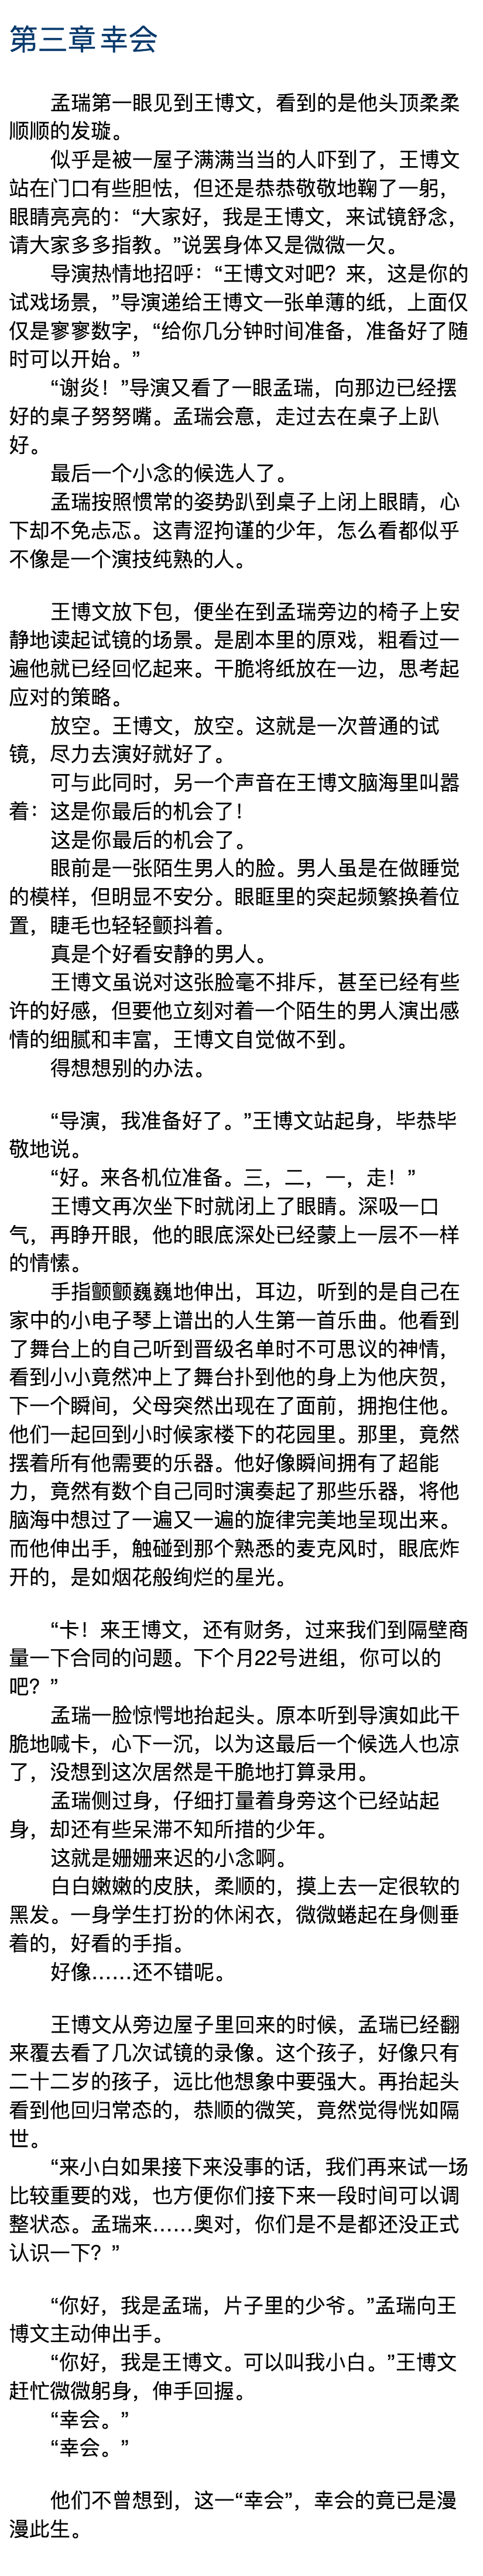 第三章 幸会
孟瑞第一眼见到王博文，看到的是他头顶柔柔
顺顺的发璇。
似乎是被一屋子满满当当的人吓到了，王博文
站在门口有些胆怯，但还是恭恭敬敬地鞠了一躬，
眼睛亮亮的：“大家好，我是王博文，来试镜舒念，
请大家多多指教。”说罢身体又是微微一欠。
导演热情地招呼：“王博文对吧？来，这是你的
试戏场景，”导演递给王博文一张单薄的纸，上面仅
仅是寥寥数字，“给你几分钟时间准备，准备好了随
时可以开始。”
“谢炎！”导演又看了一眼孟瑞，向那边已经摆
好的桌子努努嘴。孟瑞会意，走过去在桌子上趴
好。
最后一个小念的候选人了。
孟瑞按照惯常的姿势趴到桌子上闭上眼睛，心
下却不免忐忑。这青涩拘谨的少年，怎么看都似乎
不像是一个演技纯熟的人。
王博文放下包，便坐在到孟瑞旁边的椅子上安
静地读起试镜的场景。是剧本里的原戏，粗看过一
遍他就已经回忆起来。干脆将纸放在一边，思考起
应对的策略。
放空。王博文，放空。这就是一次普通的试
镜，尽力去演好就好了。
可与此同时，另一个声音在王博文脑海里叫嚣
着：这是你最后的机会了！
这是你最后的机会了。
眼前是一张陌生男人的脸。男人虽是在做睡觉
的模样，但明显不安分。眼眶里的突起频繁换着位
置，睫毛也轻轻颤抖着。
真是个好看安静的男人。
王博文虽说对这张脸毫不排斥，甚至已经有些
许的好感，但要他立刻对着一个陌生的男人演出感
情的细腻和丰富，王博文自觉做不到。
得想想别的办法。
“导演，我准备好了。”王博文站起身，毕恭毕
敬地说。
“好。来各机位准备。三，二，一，走！”
王博文再次坐下时就闭上了眼睛。深吸一口
气，再睁开眼，他的眼底深处已经蒙上一层不一样
的情愫。
手指颤颤巍巍地伸出，耳边，听到的是自己在
家中的小电子琴上谱出的人生第一首乐曲。他看到
了舞台上的自己听到晋级名单时不可思议的神情，
看到小小竟然冲上了舞台扑到他的身上为他庆贺，
下一个瞬间，父母突然出现在了面前，拥抱住他。
他们一起回到小时候家楼下的花园里。那里，竟然
摆着所有他需要的乐器。他好像瞬间拥有了超能
力，竟然有数个自己同时演奏起了那些乐器，将他
脑海中想过了一遍又一遍的旋律完美地呈现出来。
而他伸出手，触碰到那个熟悉的麦克风时，眼底炸
开的，是如烟花般绚烂的星光。
“卡！来王博文，还有财务，过来我们到隔壁商
量一下合同的问题。下个月22号进组，你可以的
吧？”
孟瑞一脸惊愕地抬起头。原本听到导演如此干
脆地喊卡，心下一沉，以为这最后一个候选人也凉
了，没想到这次居然是干脆地打算录用。
孟瑞侧过身，仔细打量着身旁这个已经站起
身，却还有些呆滞不知所措的少年。
这就是姗姗来迟的小念啊。
白白嫩嫩的皮肤，柔顺的，摸上去一定很软的
黑发。一身学生打扮的休闲衣，微微蜷起在身侧垂
着的，好看的手指。
好像……还不错呢。
王博文从旁边屋子里回来的时候，孟瑞已经翻
来覆去看了几次试镜的录像。这个孩子，好像只有
二十二岁的孩子，远比他想象中要强大。再抬起头
看到他回归常态的，恭顺的微笑，竟然觉得恍如隔
世。
“来小白如果接下来没事的话，我们再来试一场
比较重要的戏，也方便你们接下来一段时间可以调
整状态。孟瑞来……奥对，你们是不是都还没正式
认识一下？”
“你好，我是孟瑞，片子里的少爷。”孟瑞向王
博文主动伸出手。
“你好，我是王博文。可以叫我小白。”王博文
赶忙微微躬身，伸手回握。
“幸会。”
“幸会。”
他们不曾想到，这一“幸会”，幸会的竟已是漫
漫此生。